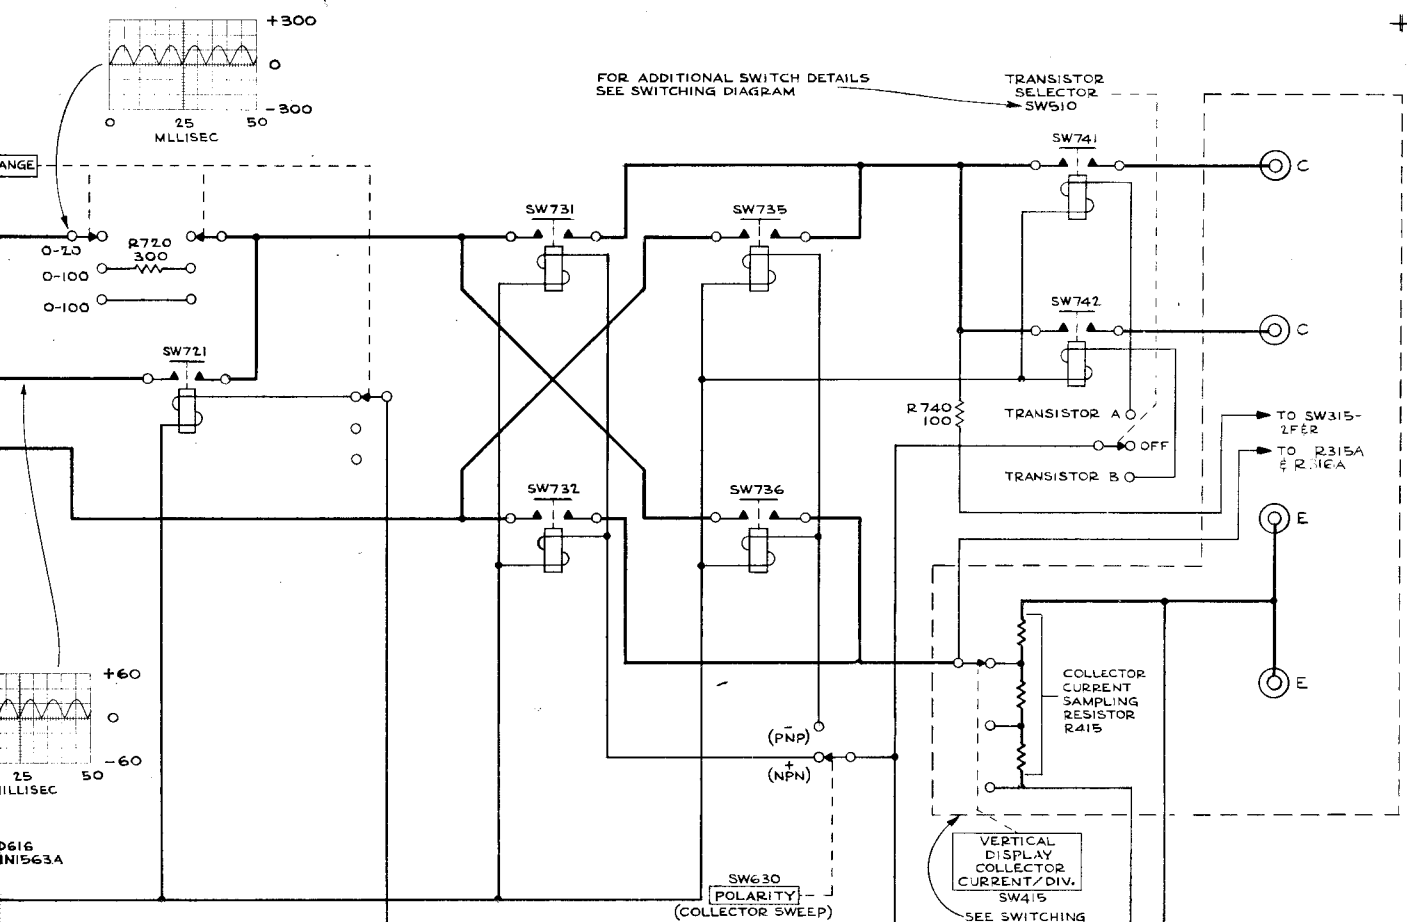 +300
0
-300
0 25 50
MLLISEC
FOR ADDITIONAL SWITCH DETAILS
SEE SWITCHING DIAGRAM
TRANSISTOR
SELECTOR
SW510
ANGE
SW741
C
SW731
SW735
0-20
R720
300
0-100
0-100
SW742
C
SW721
R740
100
TRANSISTOR A
OFF
TRANSISTOR B
TO SW315-
2F&R
TO R315A
& R316A
SW732
SW736
E
E
+60
0
-60
25 50
ILLISEC
COLLECTOR
CURRENT
SAMPLING
RESISTOR
R415
-
(PNP)
+
(NPN)
D616
1N1563A
SW630
POLARITY
(COLLECTOR SWEEP)
VERTICAL
DISPLAY
COLLECTOR
CURRENT/DIV.
SW415
SEE SWITCHING